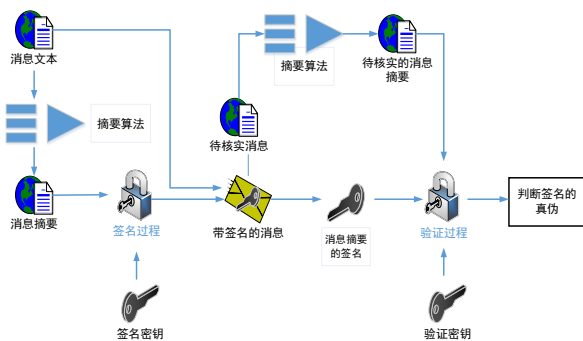 消息文本
摘要算法
消息摘要
签名过程
签名密钥
待核实消息
带签名的消息
摘要算法
待核实的消息
摘要
消息摘要
的签名
验证过程
验证密钥
判断签名的
真伪